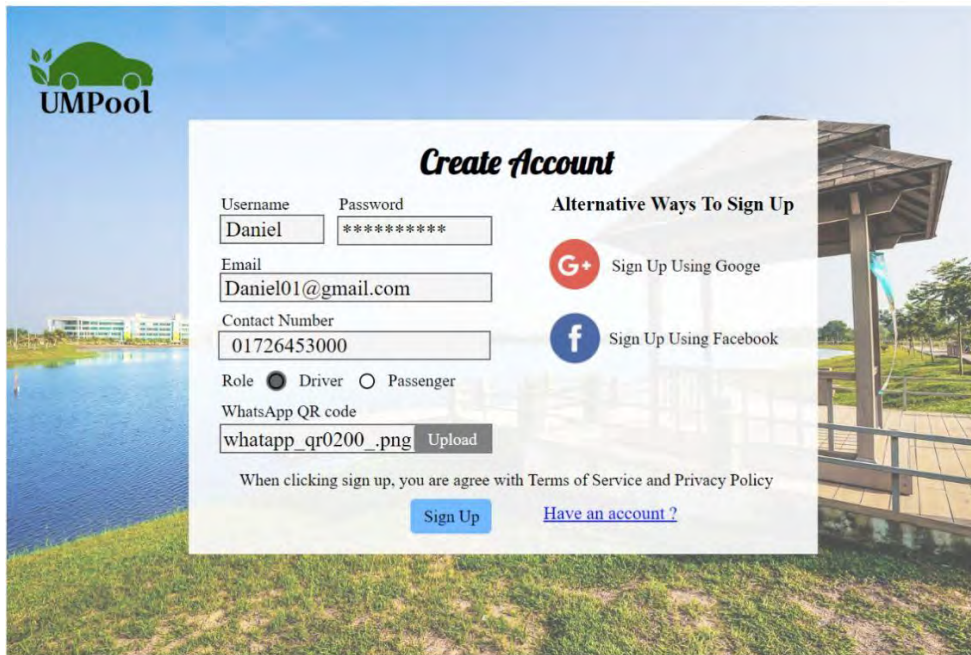 UMPool
Create Account
Username Password
Daniel **********
Email
Daniel01@gmail.com
Contact Number
01726453000
Role Driver Passenger
WhatsApp QR code
whatapp_qr0200_.png Upload
Alternative Ways To Sign Up
G+ Sign Up Using Googe
f Sign Up Using Facebook
When clicking sign up, you are agree with Terms of Service and Privacy Policy
Sign Up Have an account ?